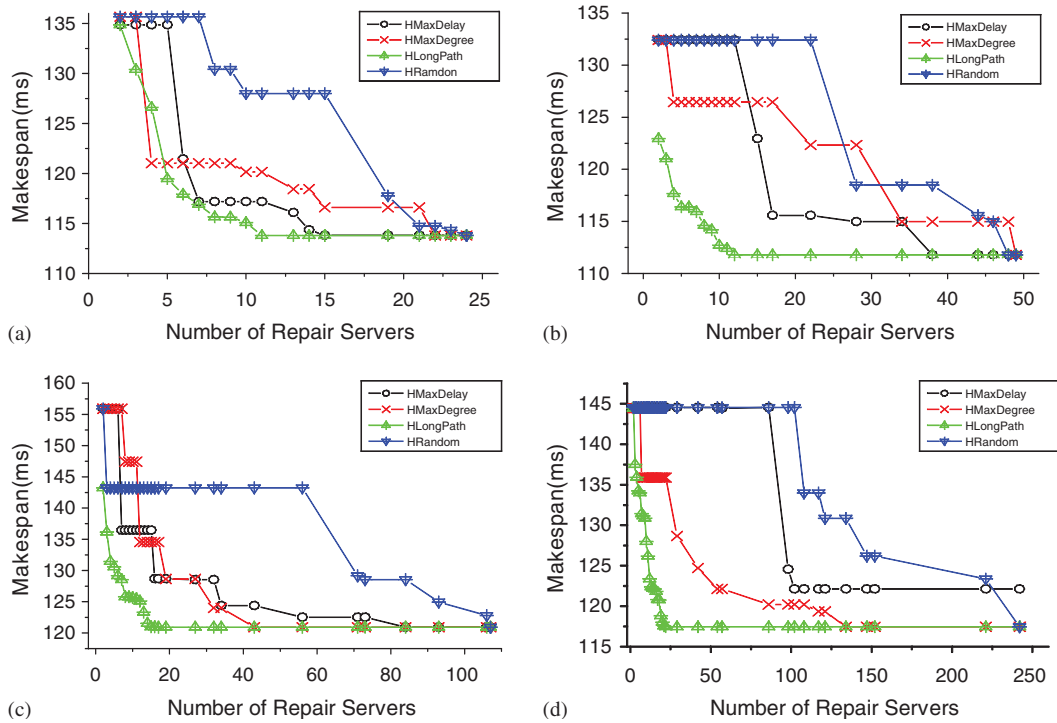 135
130
125
120
115
110
Makespan(ms)
0 5 10 15 20 25
Number of Repair Servers
HMaxDelay
HMaxDegree
HLongPath
HRamdon
(a)
135
130
125
120
115
110
Makespan(ms)
0 10 20 30 40 50
Number of Repair Servers
HMaxDelay
HMaxDegree
HLongPath
HRandom
(b)
160
155
150
145
140
135
130
125
120
Makespan(ms)
0 20 40 60 80 100
Number of Repair Servers
HMaxDelay
HMaxDegree
HLongPath
HRandom
(c)
145
140
135
130
125
120
115
Makespan(ms)
0 50 100 150 200 250
Number of Repair Servers
HMaxDelay
HMaxDegree
HLongPath
HRandom
(d)